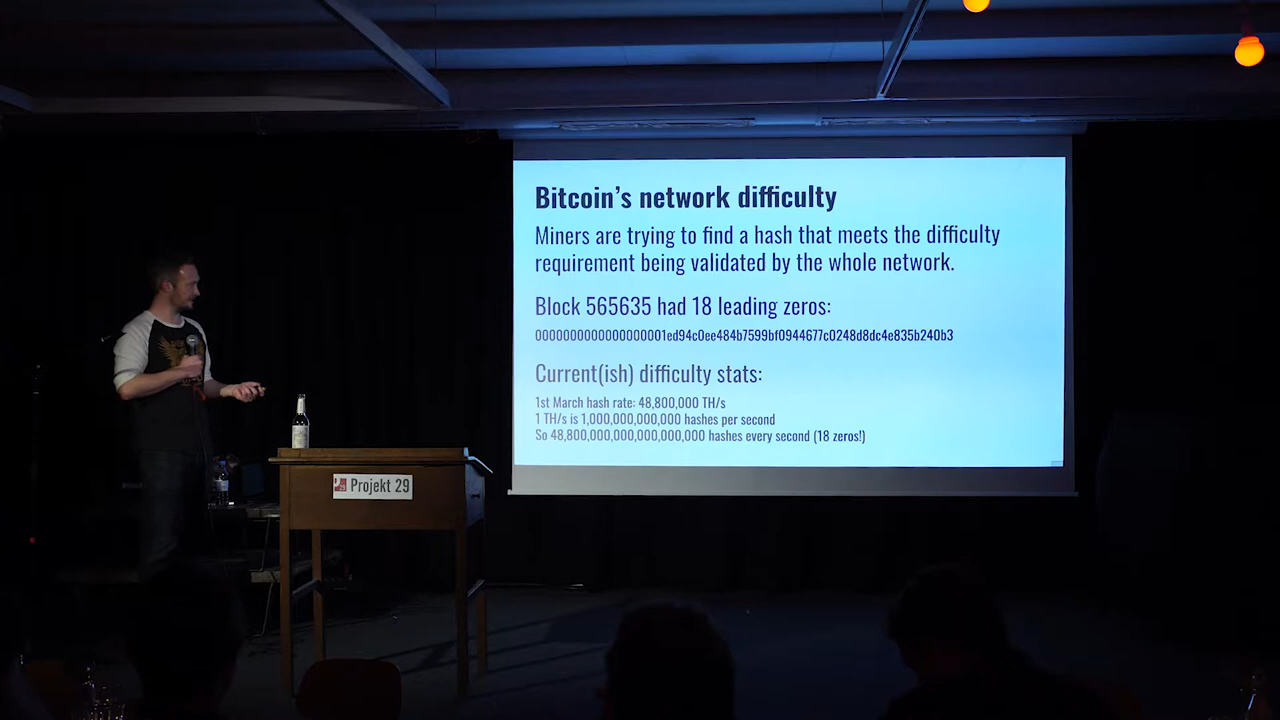 Bitcoin’s network difficulty
Miners are trying to find a hash that meets the difficulty
requirement being validated by the whole network.
Block 565635 had 18 leading zeros:
0000000000000000001ed94c0ee484b7599bf0944677c0248d8dc4e835b240b3
Current(ish) difficulty stats:
1st March hash rate: 48,800,000 TH/s
1 TH/s is 1,000,000,000,000 hashes per second
So 48,800,000,000,000,000,000 hashes every second (18 zeros!)
Projekt 29